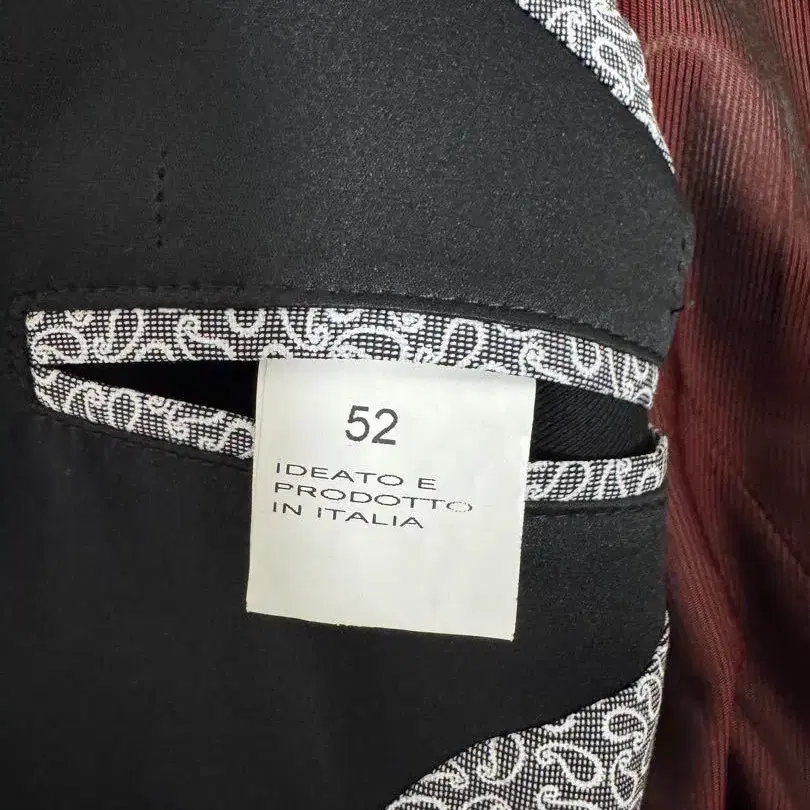 52
IDEATO E
PRODOTTO
IN ITALIA